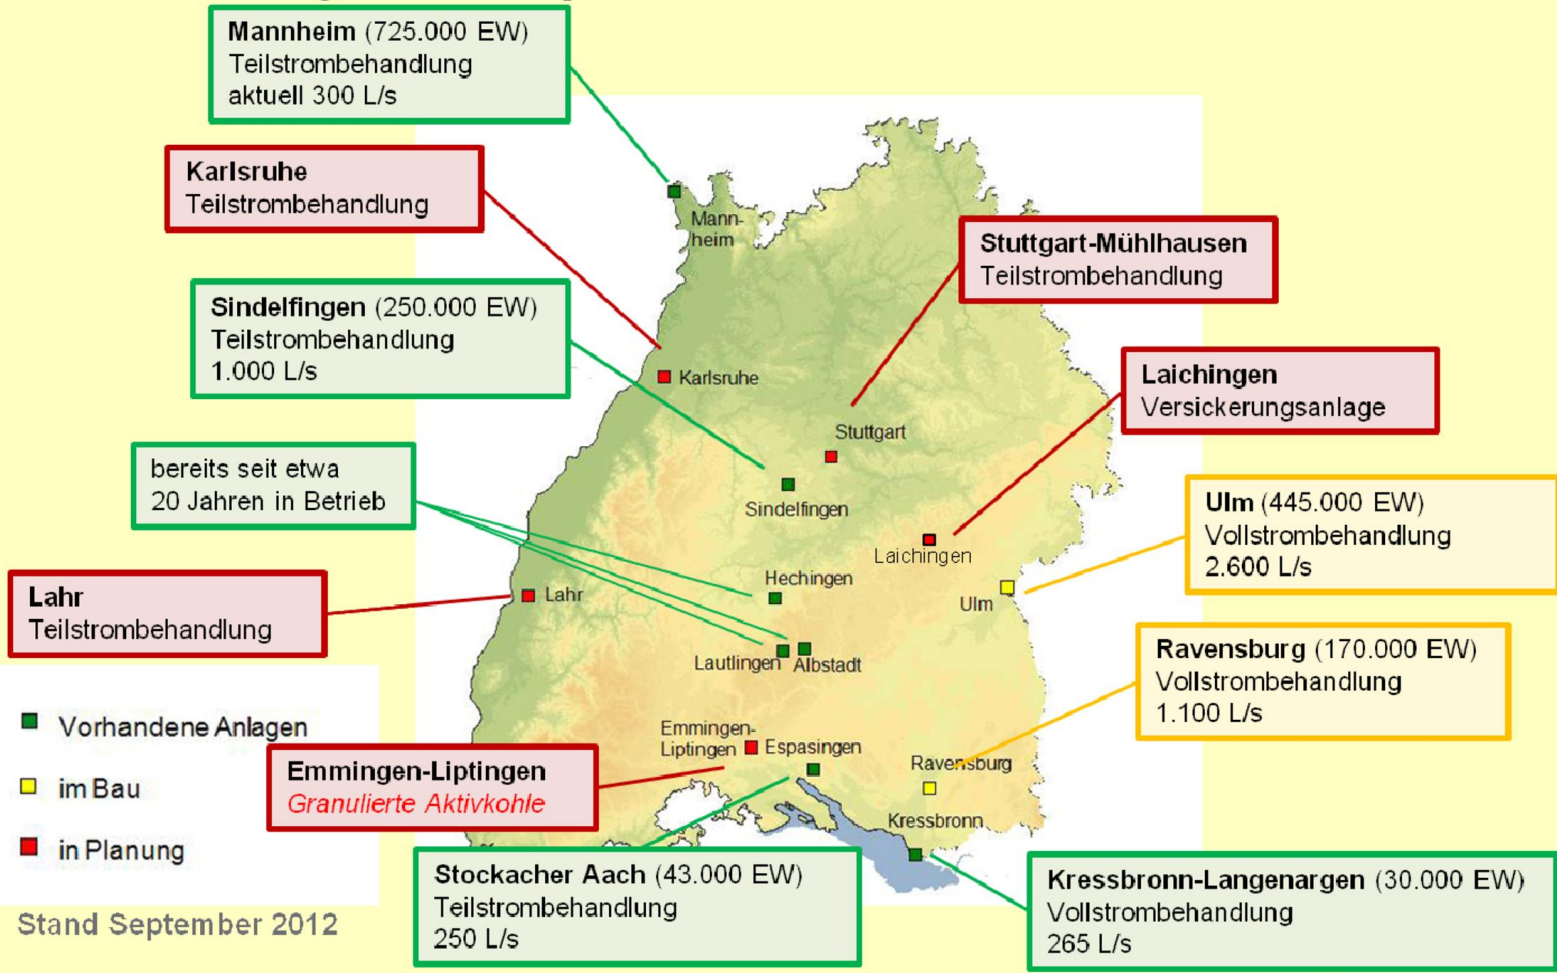 Mannheim (725.000 EW)
Teilstrombehandlung
aktuell 300 L/s
Karlsruhe
Teilstrombehandlung
Mann-
heim
Stuttgart-Mühlhausen
Teilstrombehandlung
Sindelfingen (250.000 EW)
Teilstrombehandlung
1.000 L/s
Karlsruhe
Laichingen
Versickerungsanlage
Stuttgart
bereits seit etwa
20 Jahren in Betrieb
Sindelfingen
Ulm (445.000 EW)
Vollstrombehandlung
2.600 L/s
Laichingen
Hechingen
Lahr
Teilstrombehandlung
Lahr
Ulm
Lautlingen
Albstadt
Ravensburg (170.000 EW)
Vollstrombehandlung
1.100 L/s
Vorhandene Anlagen
im Bau
in Planung
Emmingen-
Liptingen
Espasingen
Ravensburg
Emmingen-Liptingen
Granulierte Aktivkohle
Kressbronn
Stockacher Aach (43.000 EW)
Teilstrombehandlung
250 L/s
Kressbronn-Langenargen (30.000 EW)
Vollstrombehandlung
265 L/s
Stand September 2012